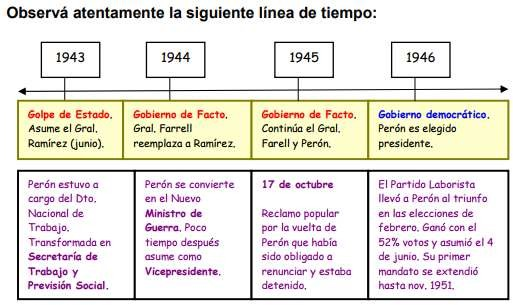 Observá atentamente la siguiente línea de tiempo:
1943
1944
1945
1946
Golpe de Estado.
Asume el Gral.
Ramírez (junio).
Gobierno de Facto.
Gral. Farrell
reemplaza a Ramírez.
Gobierno de Facto.
Continúa el Gral.
Farell y Perón.
Gobierno democrático.
Perón es elegido
presidente.
Perón estuvo a
cargo del Dto.
Nacional de
Trabajo.
Transformada en
Secretaría de
Trabajo y
Previsión Social.
Perón se convierte
en el Nuevo
Ministro de
Guerra. Poco
tiempo después
asume como
Vicepresidente.
17 de octubre
Reclamo popular
por la vuelta de
Perón que había
sido obligado a
renunciar y estaba
detenido.
El Partido Laborista
llevó a Perón al triunfo
en las elecciones de
febrero. Ganó con el
52% votos y asumió el 4
de junio. Su primer
mandato se extendió
hasta nov. 1951.